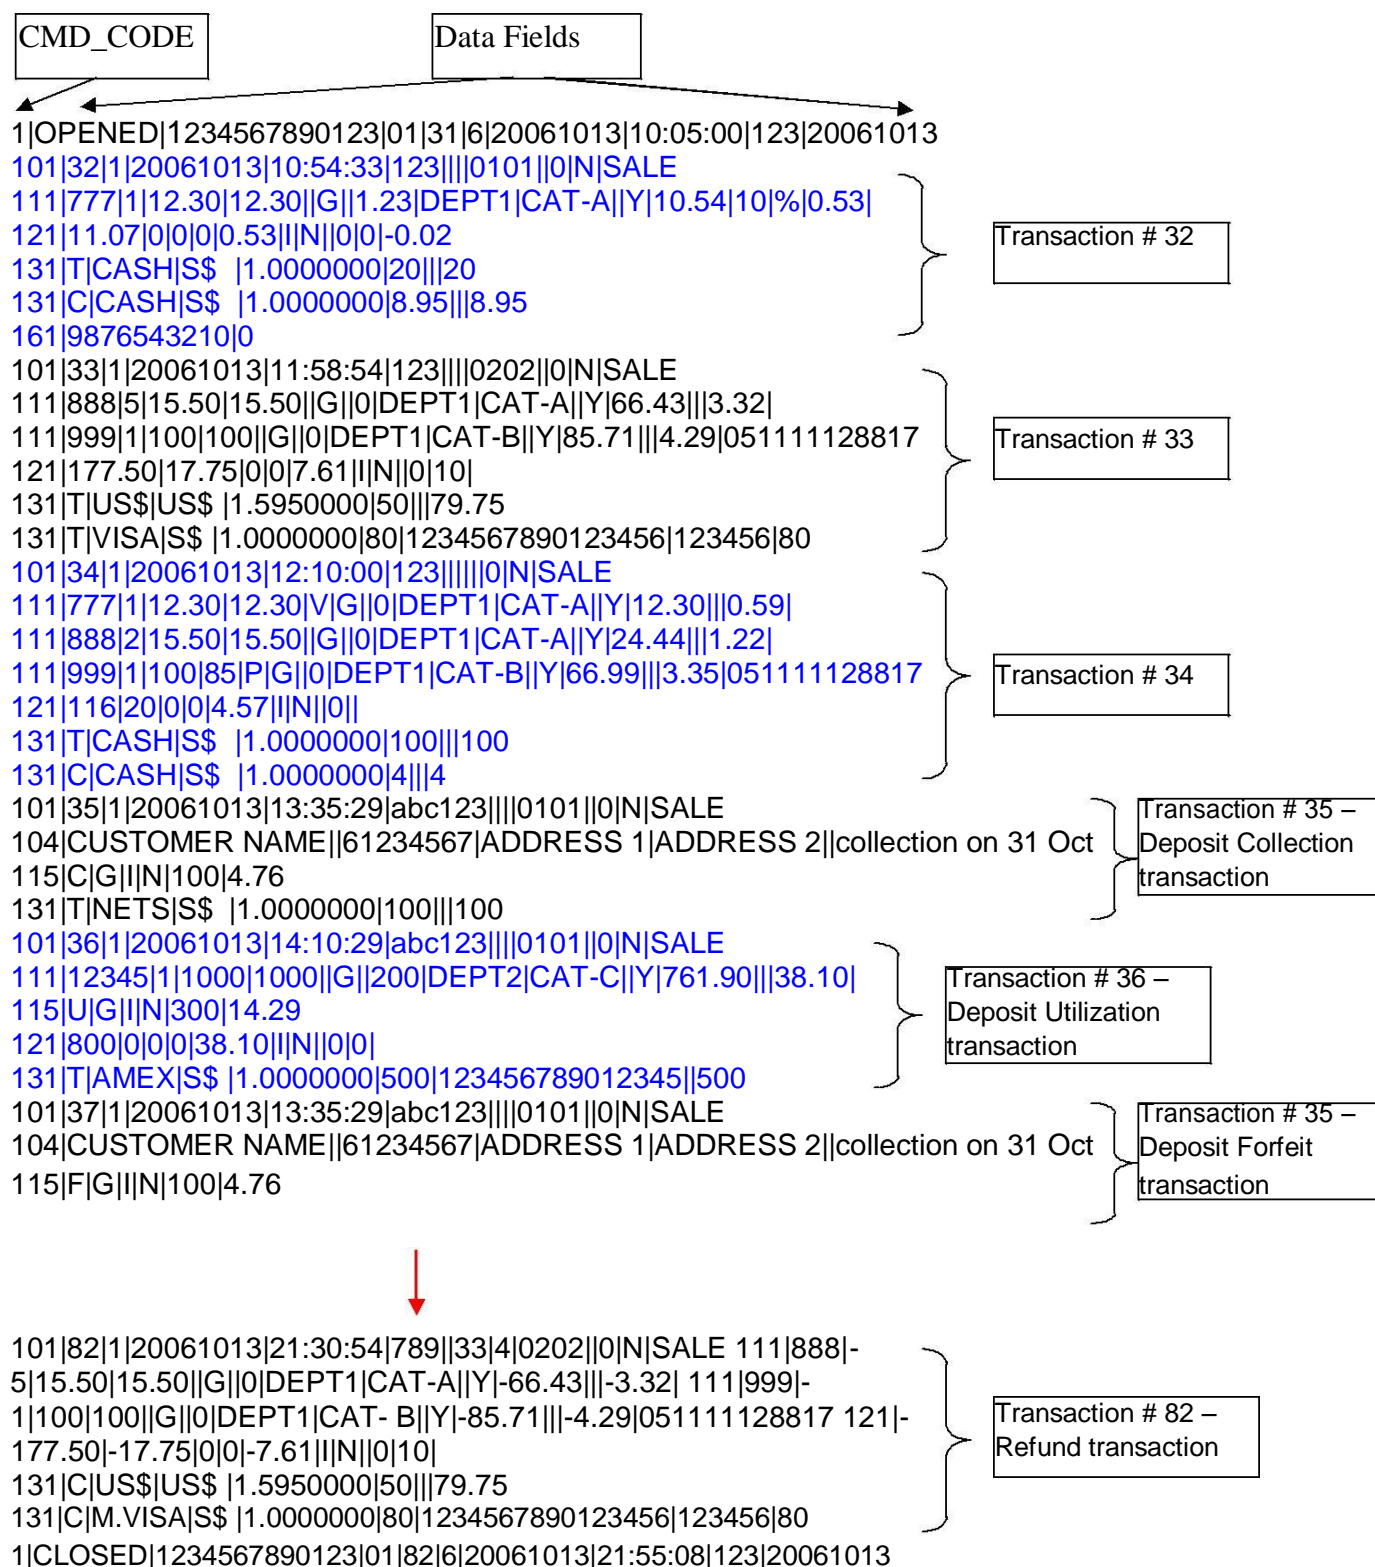 CMD_CODE
Data Fields
1|OPENED|1234567890123|01|31|6|20061013|10:05:00|123|20061013
101|32|1|20061013|10:54:33|123||||0101||0|N|SALE
111|777|1|12.30|12.30||G||1.23|DEPT1|CAT-A||Y|10.54|10|%|0.53|
121|11.07|0|0|0|0.53|I|N||0|0|-0.02
Transaction # 32
131|T|CASH|S$  |1.0000000|20|||20
131|C|CASH|S$  |1.0000000|8.95|||8.95
161|9876543210|0
101|33|1|20061013|11:58:54|123||||0202||0|N|SALE
111|888|5|15.50|15.50||G||0|DEPT1|CAT-A||Y|66.43|||3.32|
111|999|1|100|100||G||0|DEPT1|CAT-B||Y|85.71|||4.29|051111128817
Transaction # 33
121|177.50|17.75|0|0|7.61|I|N||0|10|
131|T|US$|US$ |1.5950000|50|||79.75
131|T|VISA|S$ |1.0000000|80|1234567890123456|123456|80
101|34|1|20061013|12:10:00|123||||||0|N|SALE
111|777|1|12.30|12.30|V|G||0|DEPT1|CAT-A||Y|12.30|||0.59|
111|888|2|15.50|15.50||G||0|DEPT1|CAT-A||Y|24.44|||1.22|
111|999|1|100|85|P|G||0|DEPT1|CAT-B||Y|66.99|||3.35|051111128817
Transaction # 34
121|116|20|0|0|4.57|I|N||0||
131|T|CASH|S$  |1.0000000|100|||100
131|C|CASH|S$  |1.0000000|4|||4
101|35|1|20061013|13:35:29|abc123||||0101||0|N|SALE
104|CUSTOMER NAME||61234567|ADDRESS 1|ADDRESS 2||collection on 31 Oct
115|C|G|I|N|100|4.76
131|T|NETS|S$  |1.0000000|100|||100
Transaction # 35 –
Deposit Collection
transaction
101|36|1|20061013|14:10:29|abc123||||0101||0|N|SALE
111|12345|1|1000|1000||G||200|DEPT2|CAT-C||Y|761.90|||38.10|
115|U|G|I|N|300|14.29
121|800|0|0|0|38.10|I|N||0|0|
131|T|AMEX|S$ |1.0000000|500|123456789012345||500
Transaction # 36 –
Deposit Utilization
transaction
101|37|1|20061013|13:35:29|abc123||||0101||0|N|SALE
104|CUSTOMER NAME||61234567|ADDRESS 1|ADDRESS 2||collection on 31 Oct
115|F|G|I|N|100|4.76
Transaction # 35 –
Deposit Forfeit
transaction
101|82|1|20061013|21:30:54|789||33|4|0202||0|N|SALE 111|888|-
5|15.50|15.50||G||0|DEPT1|CAT-A||Y|-66.43|||-3.32| 111|999|-
1|100|100||G||0|DEPT1|CAT- B||Y|-85.71|||-4.29|051111128817 121|-
177.50|-17.75|0|0|-7.61|I|N||0|10|
131|C|US$|US$ |1.5950000|50|||79.75
131|C|M.VISA|S$ |1.0000000|80|1234567890123456|123456|80
Transaction # 82 –
Refund transaction
1|CLOSED|1234567890123|01|82|6|20061013|21:55:08|123|20061013